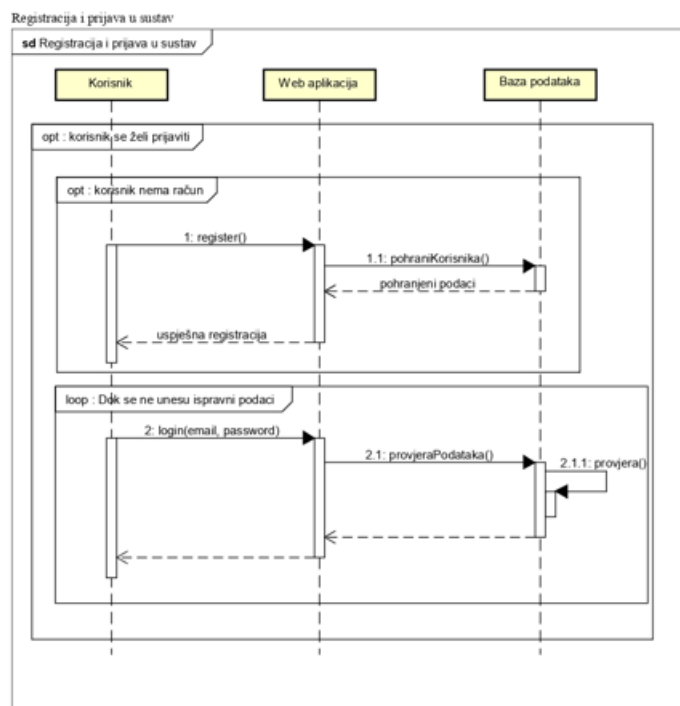 Registracija i prijava u sustav
sd Registracija i prijava u sustav
Korisnik
Web aplikacija
Baza podataka
opt : korisnik se želi prijaviti
opt : korisnik nema račun
1: register()
1.1: pohraniKorisnika()
pohranjeni podaci
uspješna registracija
loop : Dok se ne unesu ispravni podaci
2: login(email, password)
2.1: provjeraPodataka()
2.1.1: provjera()